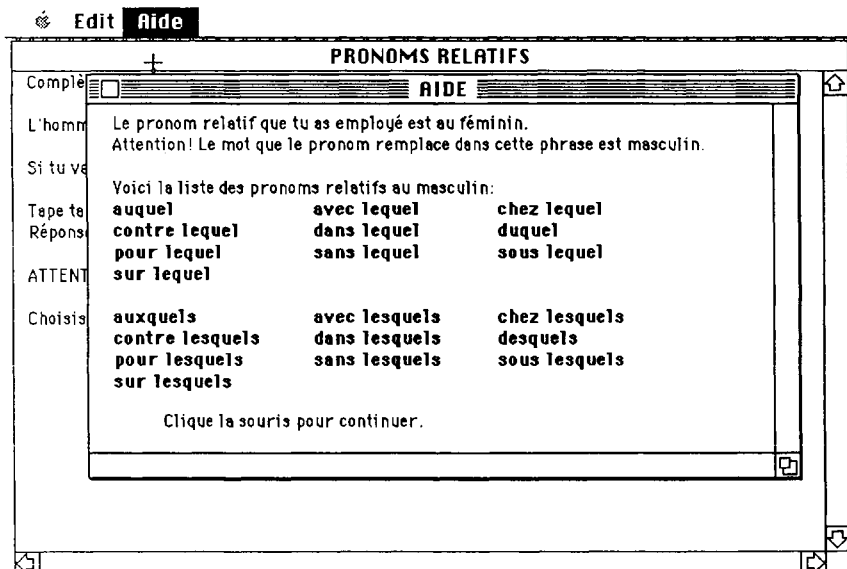 Edit Aide
PRONOMS RELATIFS
Complè
AIDE
L'homm
Si tu ve
Tape ta
Réponse
ATTENT
Choisis
Le pronom relatif que tu as employé est au féminin.
Attention! Le mot que le pronom remplace dans cette phrase est masculin.
Voici la liste des pronoms relatifs au masculin:
auquel avec lequel chez lequel
contre lequel dans lequel duquel
pour lequel sans lequel sous lequel
sur lequel
auxquels avec lesquels chez lesquels
contre lesquels dans lesquels desquels
pour lesquels sans lesquels sous lesquels
sur lesquels
Clique la souris pour continuer.